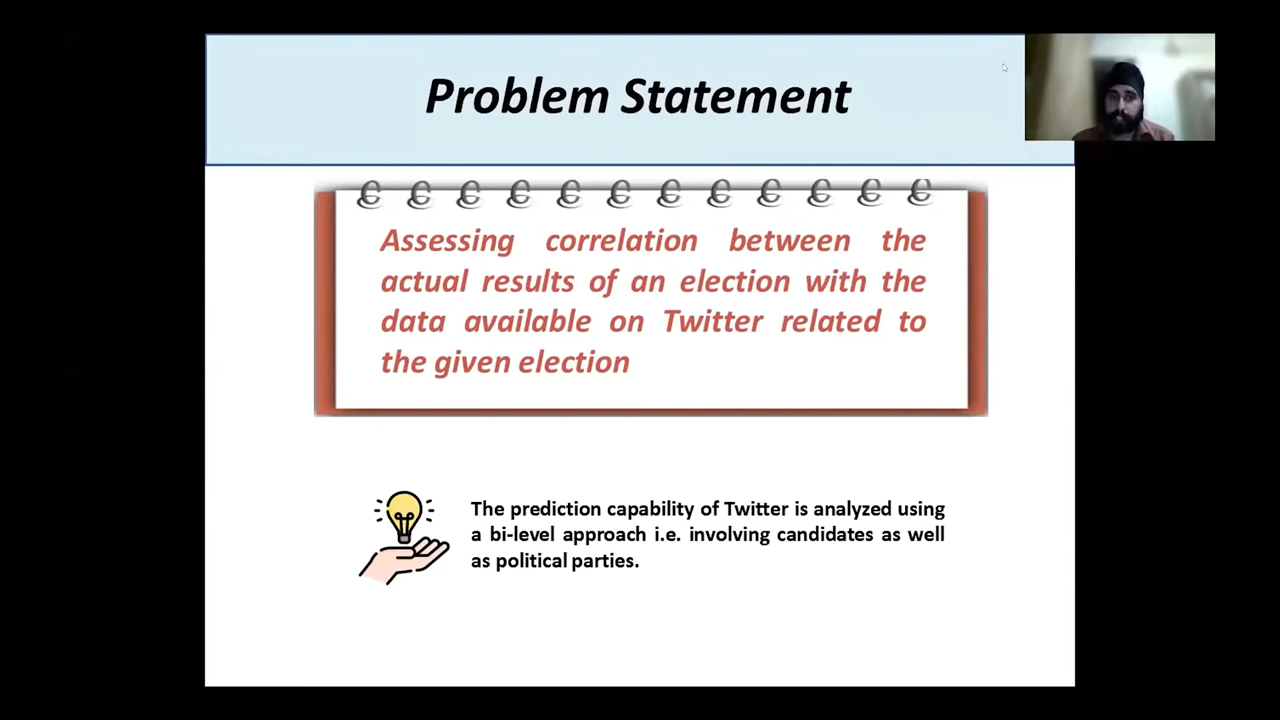 Problem Statement
Assessing correlation between the
actual results of an election with the
data available on Twitter related to
the given election
The prediction capability of Twitter is analyzed using
a bi-level approach i.e. involving candidates as well
as political parties.